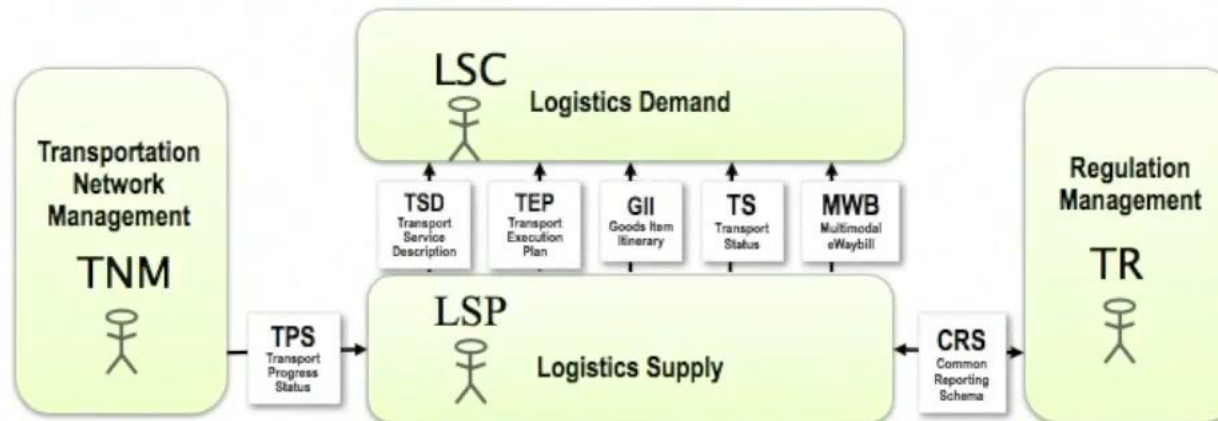 LSC
Logistics Demand
Transportation
Network
Management
TNM
Regulation
Management
TR
TSD
Transport
Service
Description
TEP
Transport
Execution
Plan
GII
Goods Item
Itinerary
TS
Transport
Status
MWB
Multimodal
eWaybill
LSP
Logistics Supply
TPS
Transport
Progress
Status
CRS
Common
Reporting
Schema